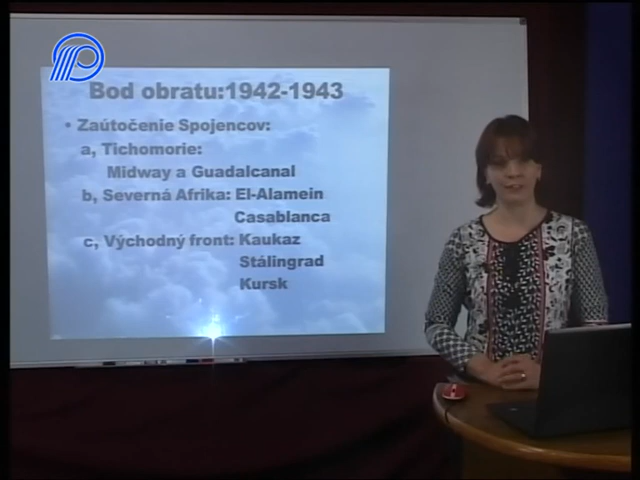 Bod obratu:1942-1943
• Zaútočenie Spojencov:
a, Tichomorie:
Midway a Guadalcanal
b, Severná Afrika: El-Alamein
Casablanca
c, Východný front: Kaukaz
Stálingrad
Kursk